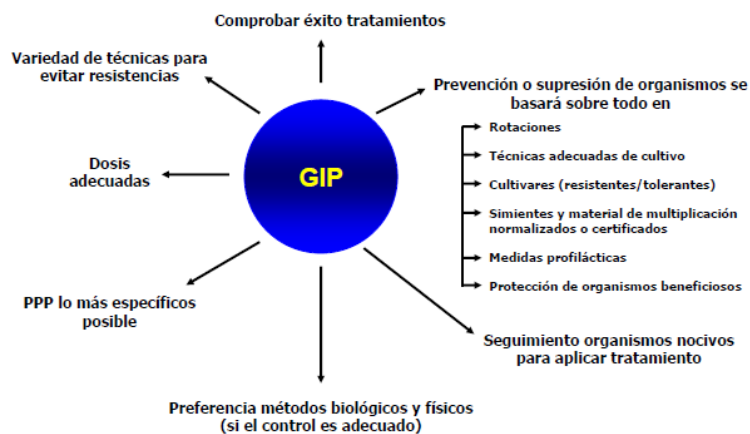 Comprobar éxito tratamientos
Variedad de técnicas para
evitar resistencias
Prevención o supresión de organismos se
basará sobre todo en
Rotaciones
Técnicas adecuadas de cultivo
Cultivares (resistentes/tolerantes)
Simientes y material de multiplicación
normalizados o certificados
Medidas profilácticas
Protección de organismos beneficiosos
Dosis
adecuadas
GIP
PPP lo más específicos
posible
Seguimiento organismos nocivos
para aplicar tratamiento
Preferencia métodos biológicos y físicos
(si el control es adecuado)